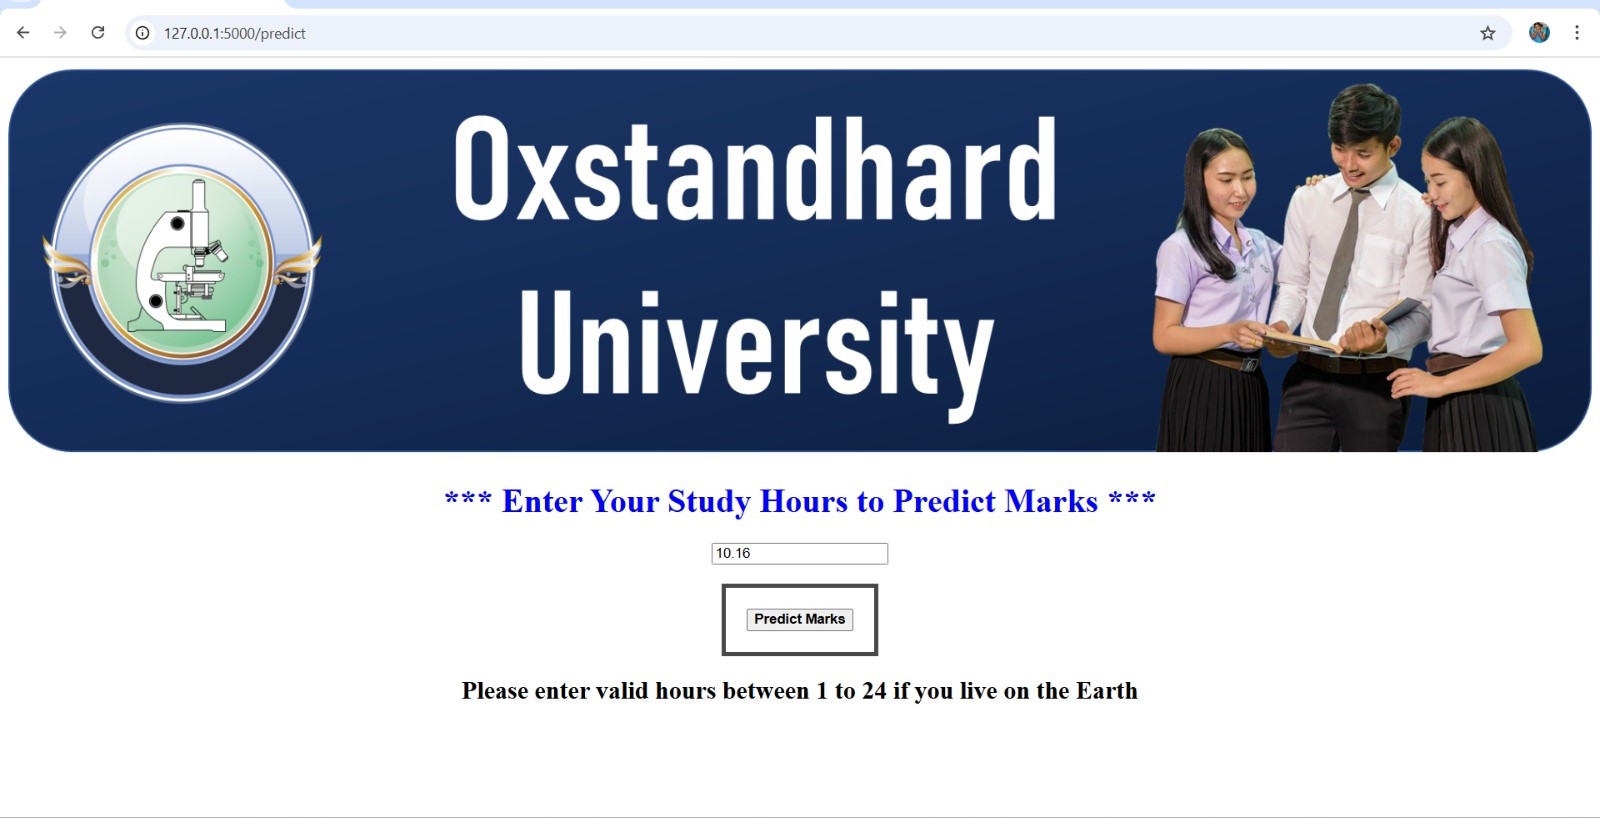 127.0.0.1:5000/predict
Oxstandhard
University
*** Enter Your Study Hours to Predict Marks ***
10.16
Predict Marks
Please enter valid hours between 1 to 24 if you live on the Earth